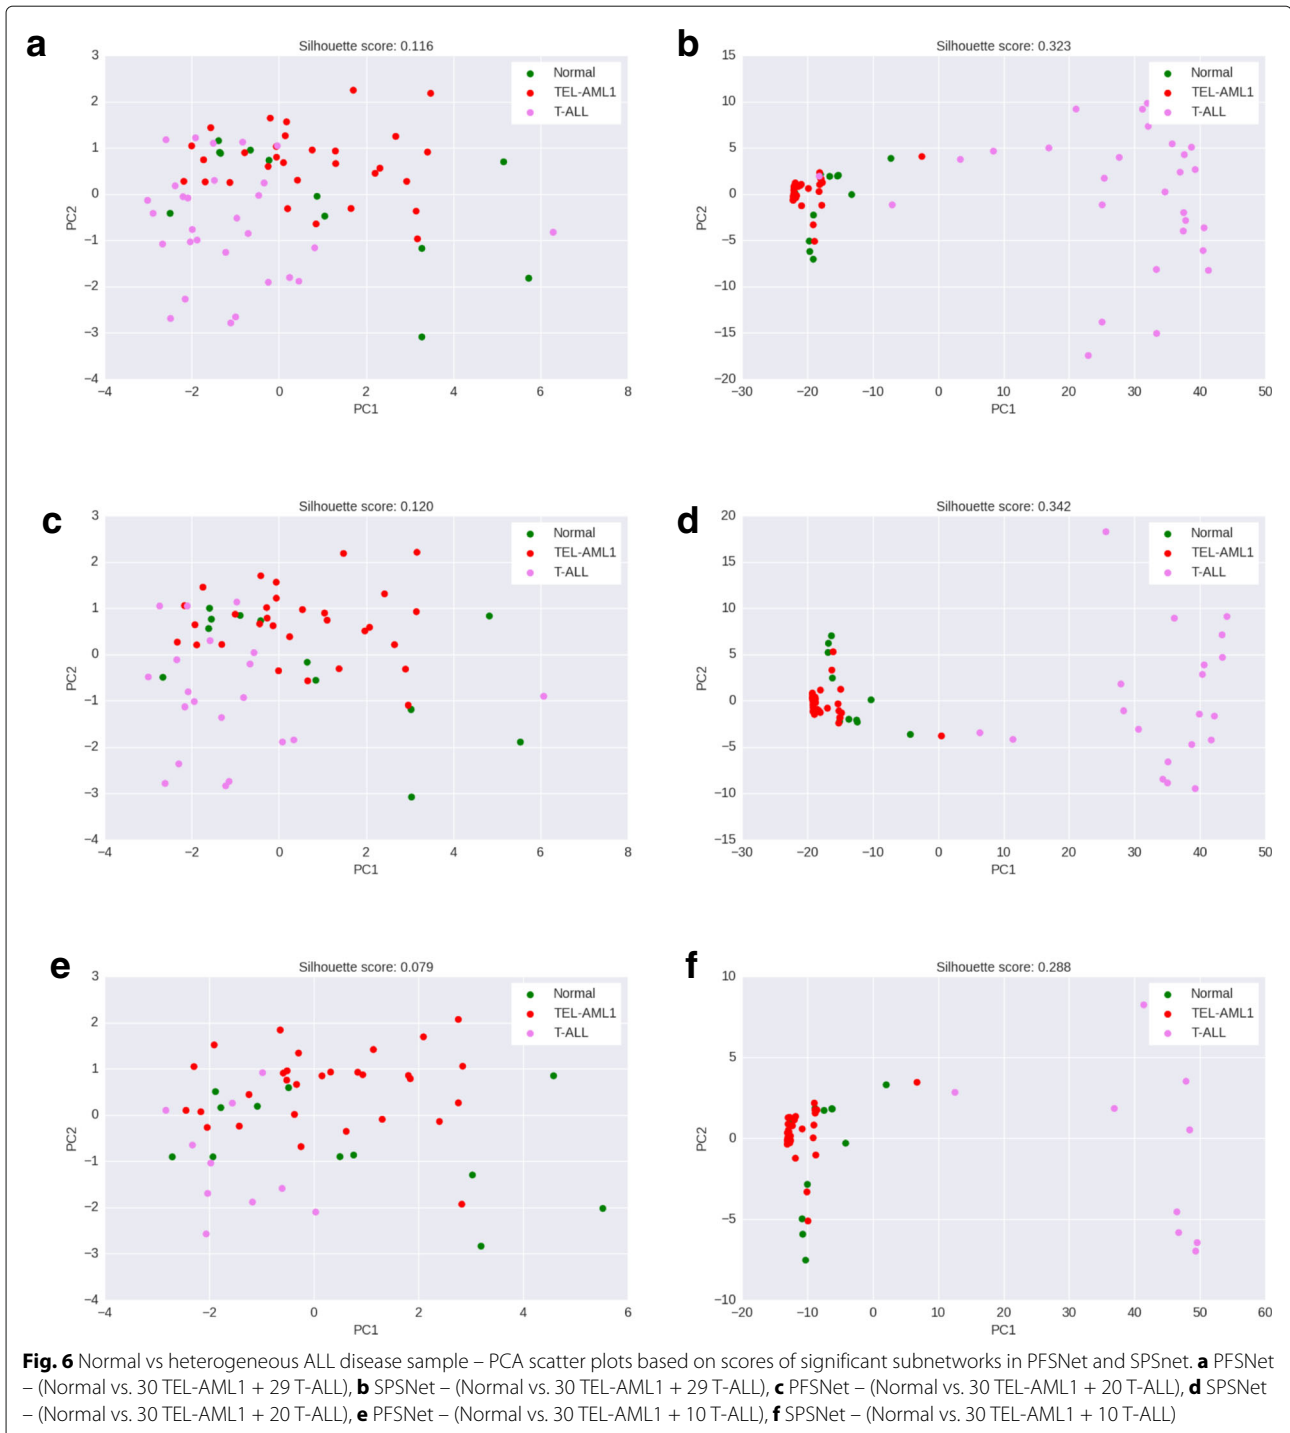 a
Silhouette score: 0.116
3
2
1
0
−1
−2
−3
−4
PC2
Normal
TEL-AML1
T-ALL
−4
−2
0
2
4
6
8
PC1
b
Silhouette score: 0.323
15
10
5
0
−5
−10
−15
−20
PC2
Normal
TEL-AML1
T-ALL
−30
−20
−10
0
10
20
30
40
50
PC1
c
Silhouette score: 0.120
3
2
1
0
−1
−2
−3
−4
PC2
Normal
TEL-AML1
T-ALL
−4
−2
0
2
4
6
8
PC1
d
Silhouette score: 0.342
20
15
10
5
0
−5
−10
−15
PC2
Normal
TEL-AML1
T-ALL
−30
−20
−10
0
10
20
30
40
50
PC1
e
Silhouette score: 0.079
3
2
1
0
−1
−2
−3
−4
PC2
Normal
TEL-AML1
T-ALL
−4
−2
0
2
4
6
PC1
f
Silhouette score: 0.288
10
5
0
−5
−10
PC2
Normal
TEL-AML1
T-ALL
−20
−10
0
10
20
30
40
50
60
PC1
Fig. 6 Normal vs heterogeneous ALL disease sample – PCA scatter plots based on scores of significant subnetworks in PFSNet and SPSnet. a PFSNet
– (Normal vs. 30 TEL-AML1 + 29 T-ALL), b SPSNet – (Normal vs. 30 TEL-AML1 + 29 T-ALL), c PFSNet – (Normal vs. 30 TEL-AML1 + 20 T-ALL), d SPSNet
– (Normal vs. 30 TEL-AML1 + 20 T-ALL), e PFSNet – (Normal vs. 30 TEL-AML1 + 10 T-ALL), f SPSNet – (Normal vs. 30 TEL-AML1 + 10 T-ALL)